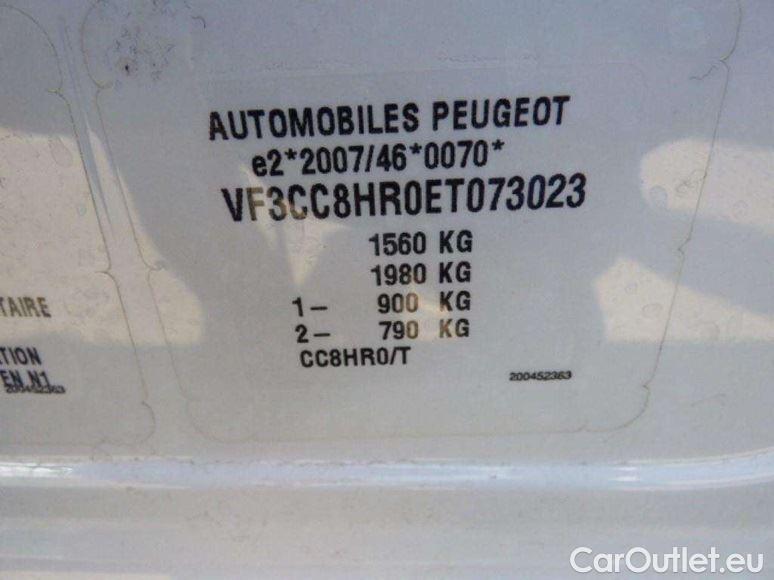 AUTOMOBILES PEUGEOT
e2*2007/46*0070*
VF3CC8HR0ET073023
1560 KG
1980 KG
1- 900 KG
2- 790 KG
CC8HR0/T
200452363
TAIRE
TION
EN N1
200452363
CarOutlet.eu